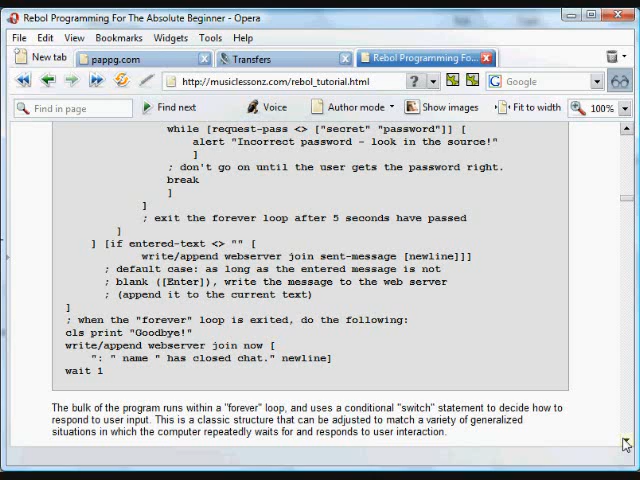 Rebol Programming For The Absolute Beginner - Opera
File Edit View Bookmarks Widgets Tools Help
New tab pappg.com Transfers Rebol Programming Fo...
http://musiclessonz.com/rebol_tutorial.html ? Google
Find in page Find next Voice Author mode Show images Fit to width 100%
while [request-pass <> ["secret" "password"]] [
alert "Incorrect password - look in the source!"
]
; don't go on until the user gets the password right.
break
]
]
; exit the forever loop after 5 seconds have passed
]
] [if entered-text <> "" [
write/append webserver join sent-message [newline]]]
; default case: as long as the entered message is not
; blank ([Enter]), write the message to the web server
; (append it to the current text)
]
; when the "forever" loop is exited, do the following:
cls print "Goodbye!"
write/append webserver join now [
": " name " has closed chat." newline]
wait 1
The bulk of the program runs within a "forever" loop, and uses a conditional "switch" statement to decide how to
respond to user input. This is a classic structure that can be adjusted to match a variety of generalized
situations in which the computer repeatedly waits for and responds to user interaction.